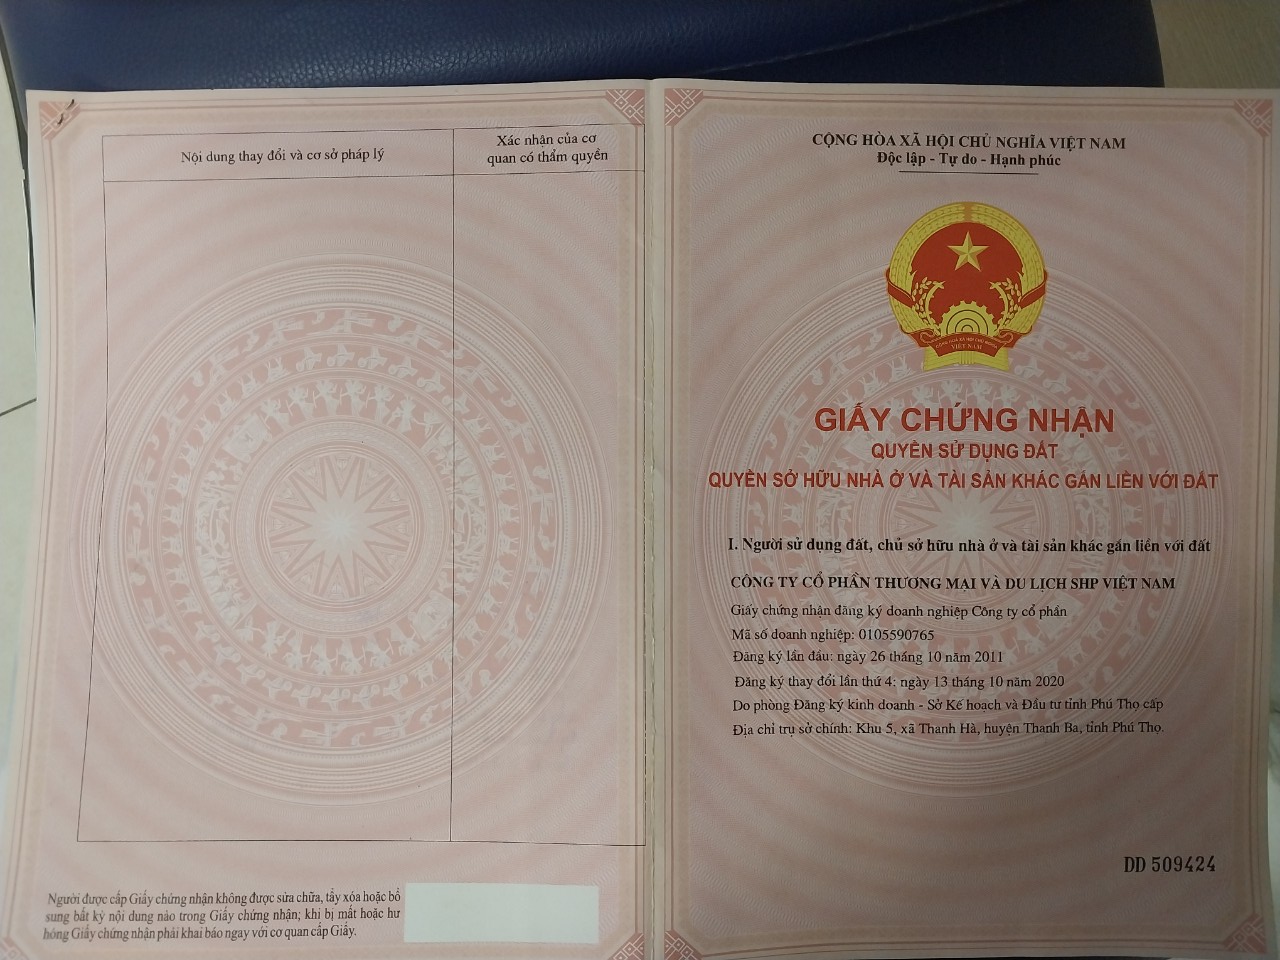 Nội dung thay đổi và cơ sở pháp lý
Xác nhận của cơ
quan có thẩm quyền
Người được cấp Giấy chứng nhận không được sửa chữa, tẩy xóa hoặc bổ
sung bất kỳ nội dung nào trong Giấy chứng nhận; khi bị mất hoặc hư
hỏng Giấy chứng nhận phải khai báo ngay với cơ quan cấp Giấy.
CỘNG HÒA XÃ HỘI CHỦ NGHĨA VIỆT NAM
Độc lập - Tự do - Hạnh phúc
CỘNG HÒA XÃ HỘI CHỦ NGHĨA
VIỆT NAM
GIẤY CHỨNG NHẬN
QUYỀN SỬ DỤNG ĐẤT
QUYỀN SỞ HỮU NHÀ Ở VÀ TÀI SẢN KHÁC GẮN LIỀN VỚI ĐẤT
I. Người sử dụng đất, chủ sở hữu nhà ở và tài sản khác gắn liền với đất
CÔNG TY CỔ PHẦN THƯƠNG MẠI VÀ DU LỊCH SHP VIỆT NAM
Giấy chứng nhận đăng ký doanh nghiệp Công ty cổ phần
Mã số doanh nghiệp: 0105590765
Đăng ký lần đầu: ngày 26 tháng 10 năm 2011
Đăng ký thay đổi lần thứ 4: ngày 13 tháng 10 năm 2020
Do phòng Đăng ký kinh doanh - Sở Kế hoạch và Đầu tư tỉnh Phú Thọ cấp
Địa chỉ trụ sở chính: Khu 5, xã Thanh Hà, huyện Thanh Ba, tỉnh Phú Thọ.
DD 509424